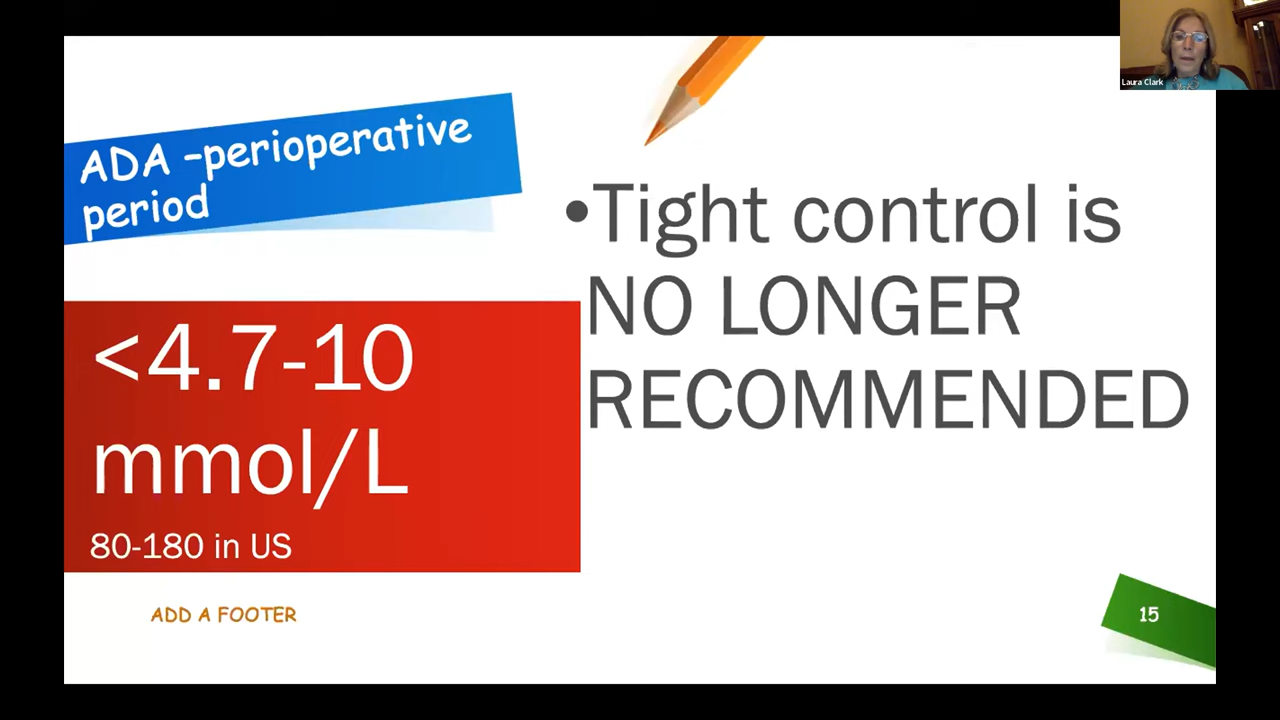 Laura Clark
ADA –perioperative
period
<4.7-10
mmol/L
80-180 in US
•Tight control is
NO LONGER
RECOMMENDED
ADD A FOOTER
15